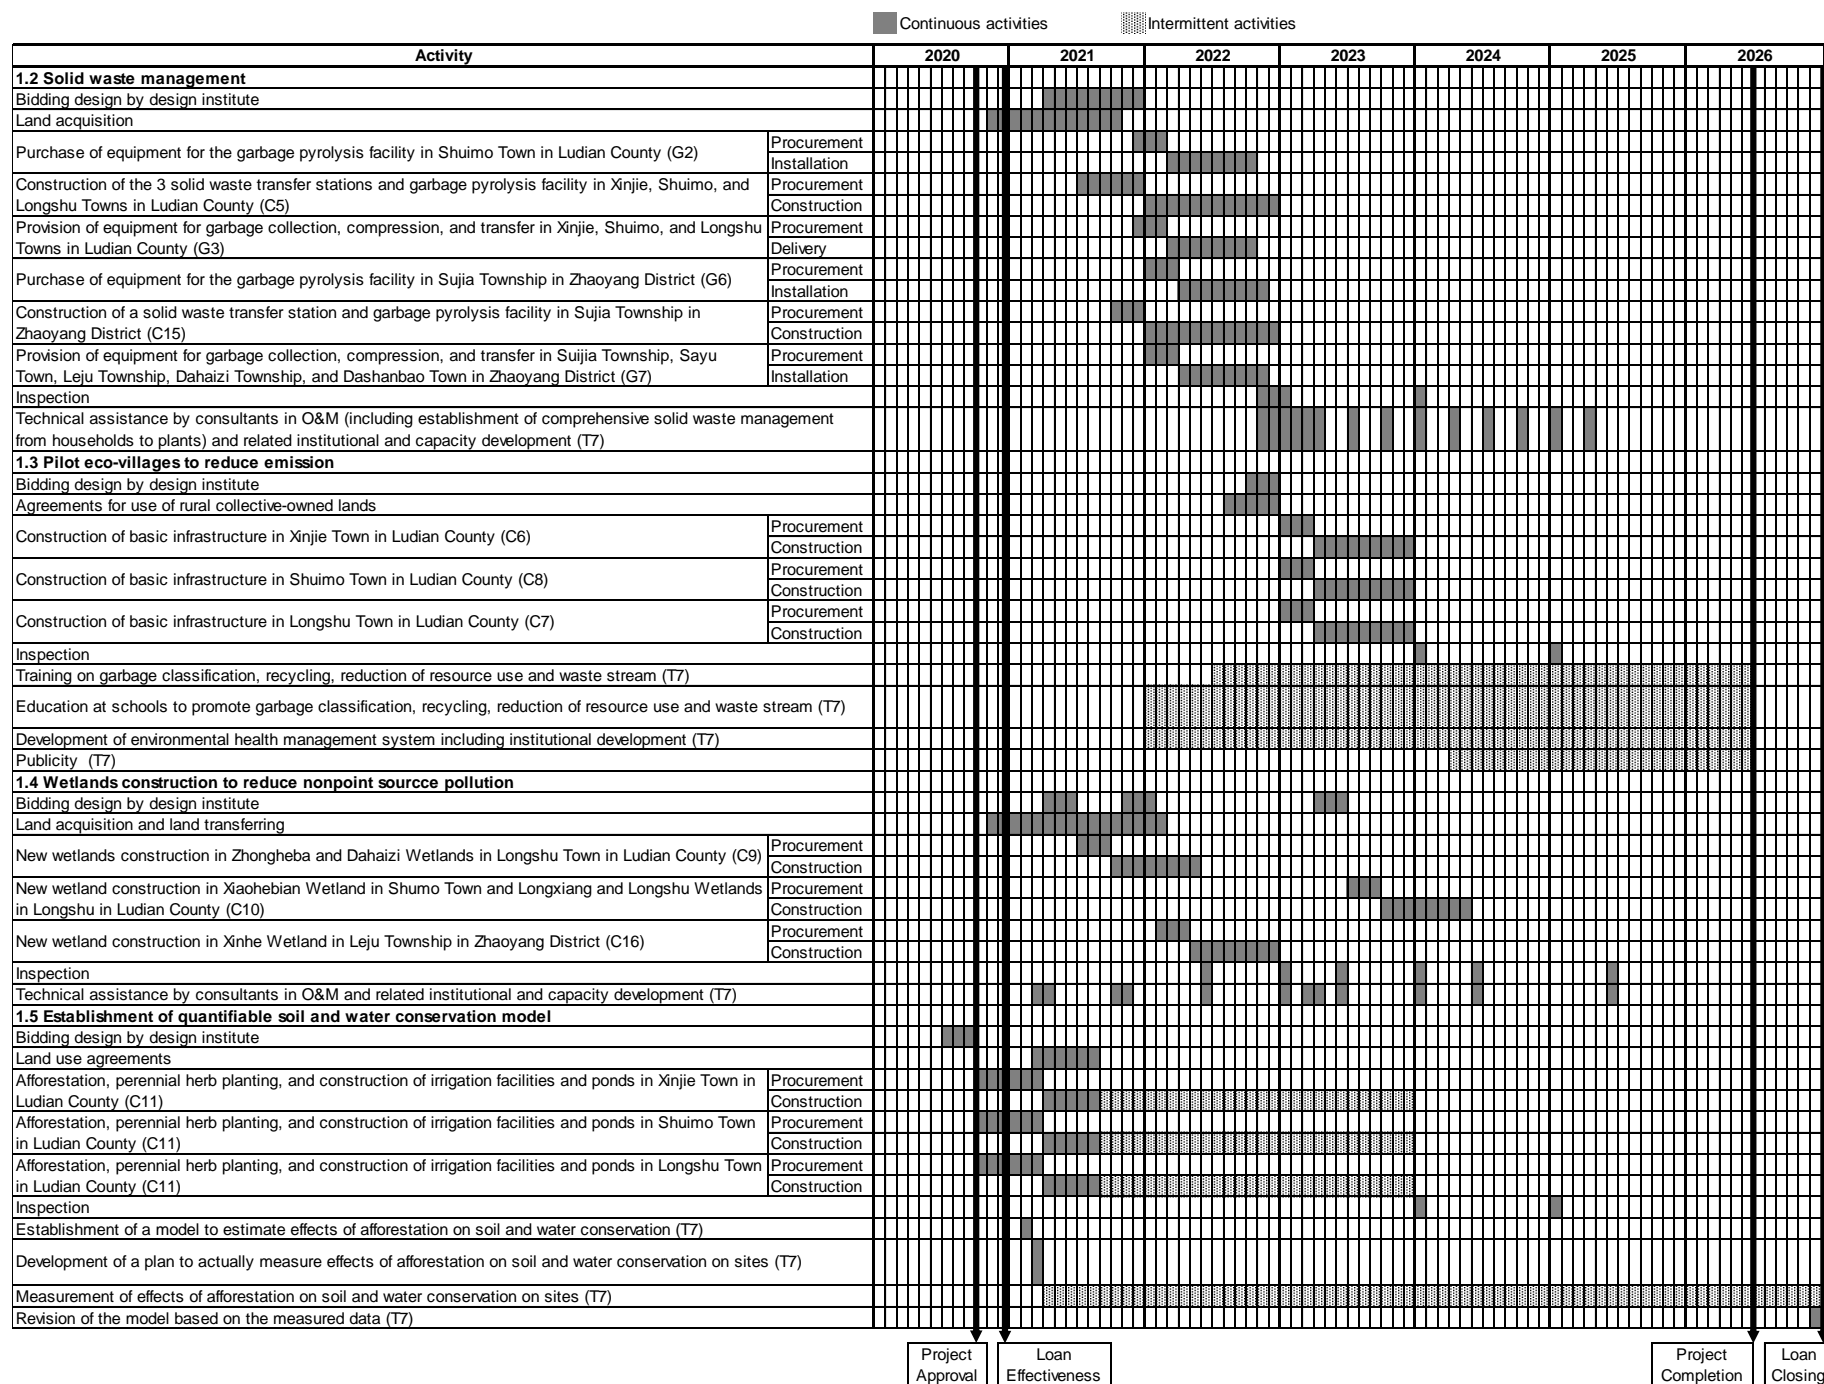 Continuous activities Intermittent activities
Activity 2020 2021 2022 2023 2024 2025 2026
1.2 Solid waste management
Bidding design by design institute
Land acquisition
Purchase of equipment for the garbage pyrolysis facility in Shuimo Town in Ludian County (G2)
Procurement
Installation
Construction of the 3 solid waste transfer stations and garbage pyrolysis facility in Xinjie, Shuimo, and
Longshu Towns in Ludian County (C5)
Procurement
Construction
Provision of equipment for garbage collection, compression, and transfer in Xinjie, Shuimo, and Longshu
Towns in Ludian County (G3)
Procurement
Delivery
Purchase of equipment for the garbage pyrolysis facility in Sujia Township in Zhaoyang District (G6)
Procurement
Installation
Construction of a solid waste transfer station and garbage pyrolysis facility in Sujia Township in
Zhaoyang District (C15)
Procurement
Construction
Provision of equipment for garbage collection, compression, and transfer in Suijia Township, Sayu
Town, Leju Township, Dahaizi Township, and Dashanbao Town in Zhaoyang District (G7)
Procurement
Installation
Inspection
Technical assistance by consultants in O&M (including establishment of comprehensive solid waste management
from households to plants) and related institutional and capacity development (T7)
1.3 Pilot eco-villages to reduce emission
Bidding design by design institute
Agreements for use of rural collective-owned lands
Construction of basic infrastructure in Xinjie Town in Ludian County (C6)
Procurement
Construction
Construction of basic infrastructure in Shuimo Town in Ludian County (C8)
Procurement
Construction
Construction of basic infrastructure in Longshu Town in Ludian County (C7)
Procurement
Construction
Inspection
Training on garbage classification, recycling, reduction of resource use and waste stream (T7)
Education at schools to promote garbage classification, recycling, reduction of resource use and waste stream (T7)
Development of environmental health management system including institutional development (T7)
Publicity (T7)
1.4 Wetlands construction to reduce nonpoint sourcce pollution
Bidding design by design institute
Land acquisition and land transferring
New wetlands construction in Zhongheba and Dahaizi Wetlands in Longshu Town in Ludian County (C9)
Procurement
Construction
New wetland construction in Xiaohebian Wetland in Shumo Town and Longxiang and Longshu Wetlands
in Longshu in Ludian County (C10)
Procurement
Construction
New wetland construction in Xinhe Wetland in Leju Township in Zhaoyang District (C16)
Procurement
Construction
Inspection
Technical assistance by consultants in O&M and related institutional and capacity development (T7)
1.5 Establishment of quantifiable soil and water conservation model
Bidding design by design institute
Land use agreements
Afforestation, perennial herb planting, and construction of irrigation facilities and ponds in Xinjie Town in
Ludian County (C11)
Procurement
Construction
Afforestation, perennial herb planting, and construction of irrigation facilities and ponds in Shuimo Town
in Ludian County (C11)
Procurement
Construction
Afforestation, perennial herb planting, and construction of irrigation facilities and ponds in Longshu Town
in Ludian County (C11)
Procurement
Construction
Inspection
Establishment of a model to estimate effects of afforestation on soil and water conservation (T7)
Development of a plan to actually measure effects of afforestation on soil and water conservation on sites (T7)
Measurement of effects of afforestation on soil and water conservation on sites (T7)
Revision of the model based on the measured data (T7)
Project
Approval
Loan
Effectiveness
Project
Completion
Loan
Closing